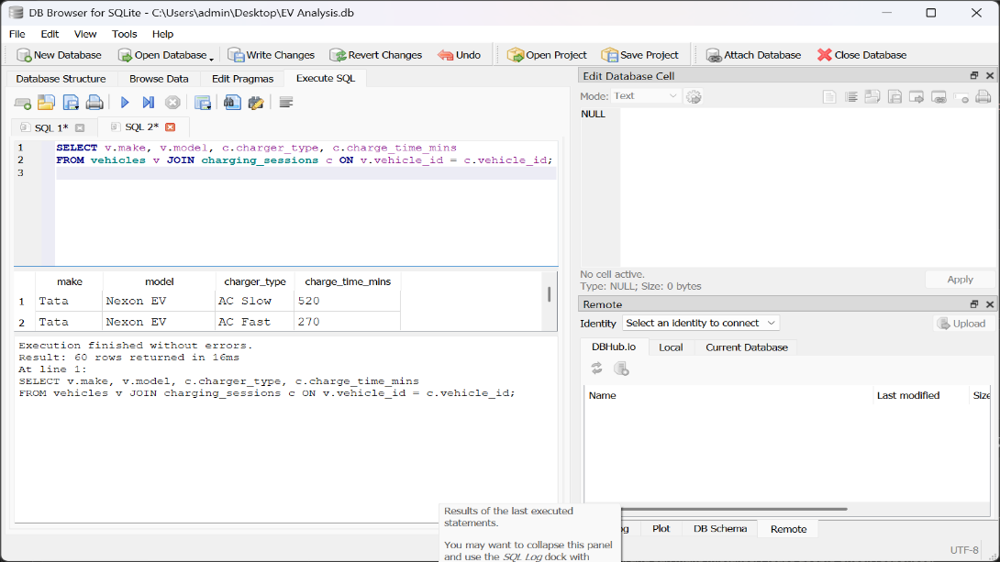 DB Browser for SQLite - C:\Users\admin\Desktop\EV Analysis.db
File Edit View Tools Help
New Database Open Database Write Changes Revert Changes Undo Open Project Save Project Attach Database Close Database
Database Structure Browse Data Edit Pragmas Execute SQL
SQL 1* SQL 2*
1 SELECT v.make, v.model, c.charger_type, c.charge_time_mins
2 FROM vehicles v JOIN charging_sessions c ON v.vehicle_id = c.vehicle_id;
3
make model charger_type charge_time_mins
1 Tata Nexon EV AC Slow 520
2 Tata Nexon EV AC Fast 270
Execution finished without errors.
Result: 60 rows returned in 16ms
At line 1:
SELECT v.make, v.model, c.charger_type, c.charge_time_mins
FROM vehicles v JOIN charging_sessions c ON v.vehicle_id = c.vehicle_id;
Results of the last executed
statements.
You may want to collapse this panel
and use the SQL Log dock with
Edit Database Cell
Mode: Text
NULL
No cell active.
Type: NULL; Size: 0 bytes
Apply
Remote
Identity Select an identity to connect Upload
DBHub.io Local Current Database
Name Last modified Size
Plot DB Schema Remote
UTF-8